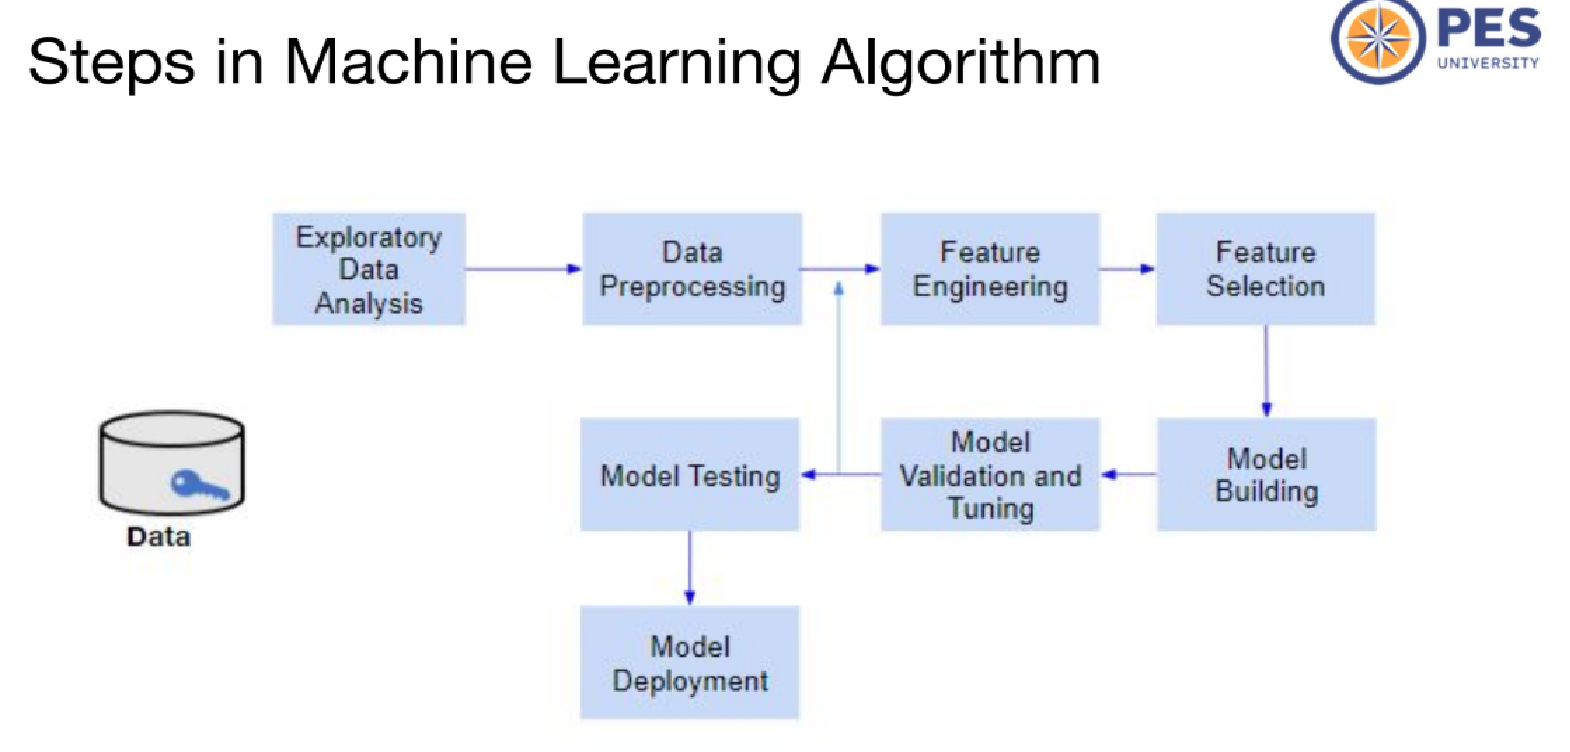 Steps in Machine Learning Algorithm
PES
UNIVERSITY
Exploratory
Data
Analysis
Data
Preprocessing
Feature
Engineering
Feature
Selection
Model Testing
Model
Validation and
Tuning
Model
Building
Data
Model
Deployment